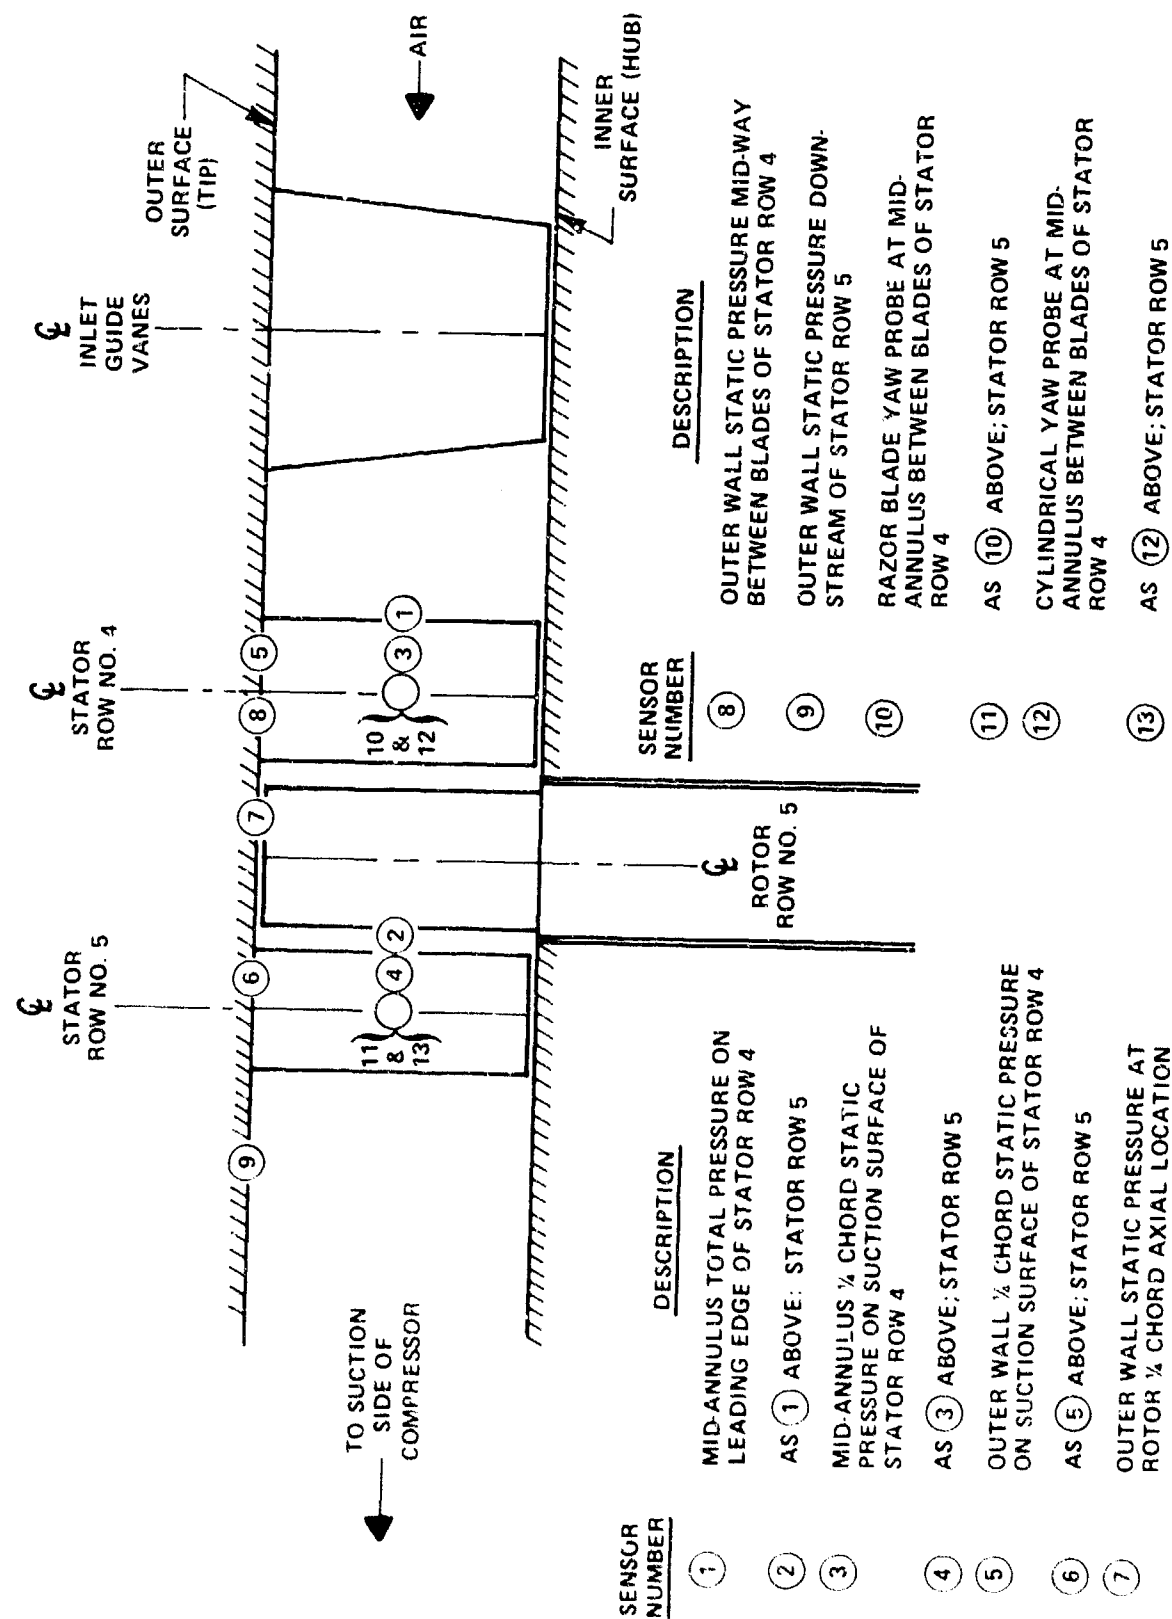 ℄
STATOR
ROW NO. 5
℄
STATOR
ROW NO. 4
℄
INLET
GUIDE
VANES
OUTER
SURFACE
(TIP)
9
6
7
8
5
TO SUCTION
SIDE OF
COMPRESSOR
11
&
13
4
2
10
&
12
3
1
AIR
℄
ROTOR
ROW NO. 5
INNER
SURFACE (HUB)
SENSOR
NUMBER
DESCRIPTION
1 MID-ANNULUS TOTAL PRESSURE ON
LEADING EDGE OF STATOR ROW 4
2 AS 1 ABOVE: STATOR ROW 5
3 MID-ANNULUS ¼ CHORD STATIC
PRESSURE ON SUCTION SURFACE OF
STATOR ROW 4
4 AS 3 ABOVE; STATOR ROW 5
5 OUTER WALL ¼ CHORD STATIC PRESSURE
ON SUCTION SURFACE OF STATOR ROW 4
6 AS 5 ABOVE; STATOR ROW 5
7 OUTER WALL STATIC PRESSURE AT
ROTOR ¼ CHORD AXIAL LOCATION
SENSOR
NUMBER
DESCRIPTION
8 OUTER WALL STATIC PRESSURE MID-WAY
BETWEEN BLADES OF STATOR ROW 4
9 OUTER WALL STATIC PRESSURE DOWN-
STREAM OF STATOR ROW 5
10 RAZOR BLADE YAW PROBE AT MID-
ANNULUS BETWEEN BLADES OF STATOR
ROW 4
11 AS 10 ABOVE; STATOR ROW 5
12 CYLINDRICAL YAW PROBE AT MID-
ANNULUS BETWEEN BLADES OF STATOR
ROW 4
13 AS 12 ABOVE; STATOR ROW 5